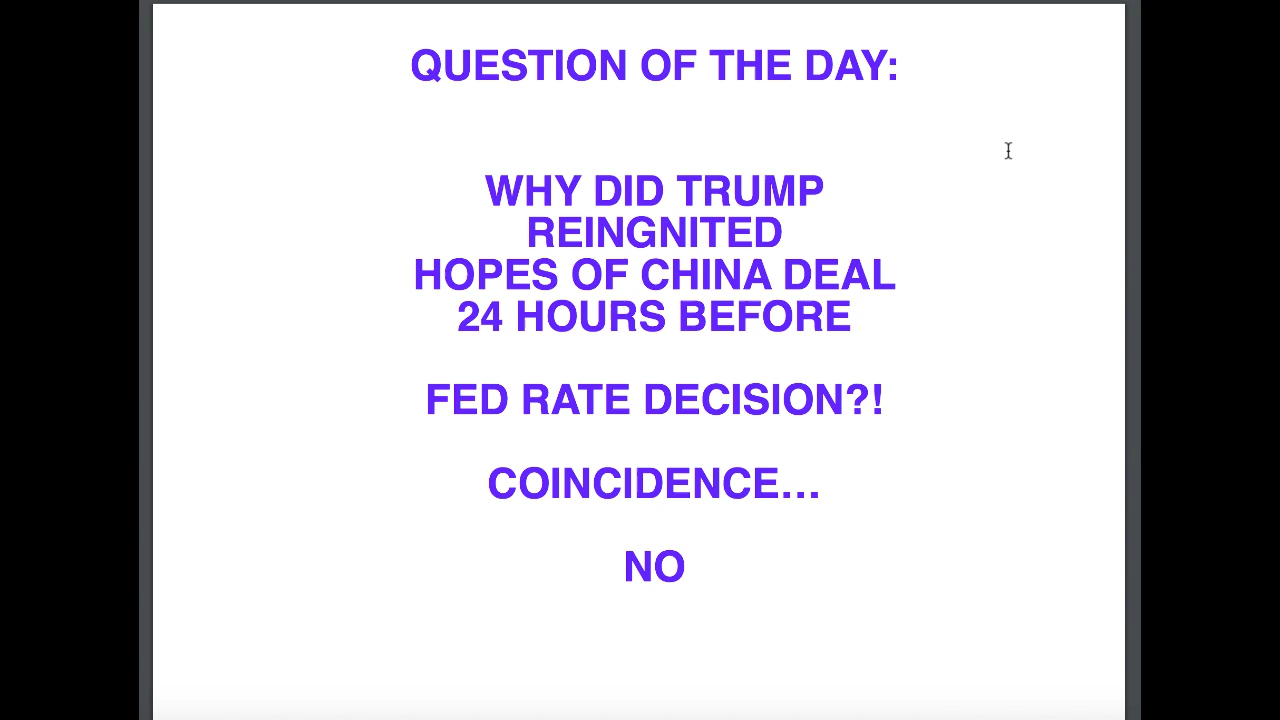 QUESTION OF THE DAY:
WHY DID TRUMP
REINGNITED
HOPES OF CHINA DEAL
24 HOURS BEFORE
FED RATE DECISION?!
COINCIDENCE...
NO